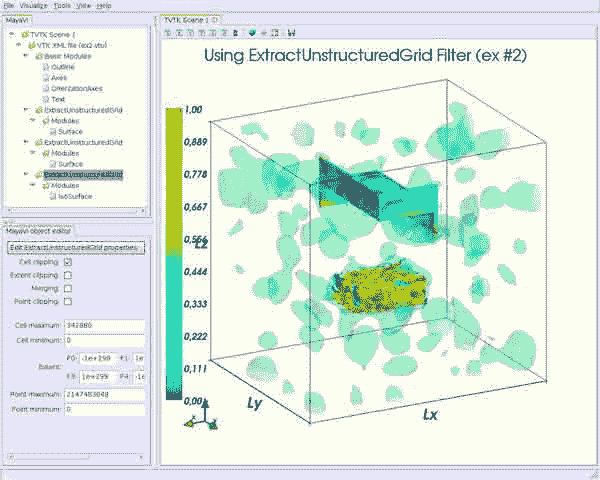 File Visualize Tools View Help
MayaVi
TVTK Scene 1
TVTK Scene 1
VTK XML file (ex2.vtu)
Basic Modules
Outline
Axes
OrientationAxes
Text
ExtractUnstructuredGrid
Modules
Surface
ExtractUnstructuredGrid
Modules
Surface
ExtractUnstructuredGrid
Modules
IsoSurface
MayaVi object editor
Edit ExtractUnstructuredGrid properties
Cell clipping:
Extent clipping:
Merging:
Point clipping:
Cell maximum: 342880
Cell minimum: 0
Extent:
F0: -1e+299 F1: 1e
F3: 1e+299 F4: -1e
Point maximum: 2147483648
Point minimum: 0
Using ExtractUnstructuredGrid Filter (ex #2)
1,00
0,889
0,778
0,667
0,556
Lz
0,444
0,333
0,222
0,111
0,00
Ly
Lx